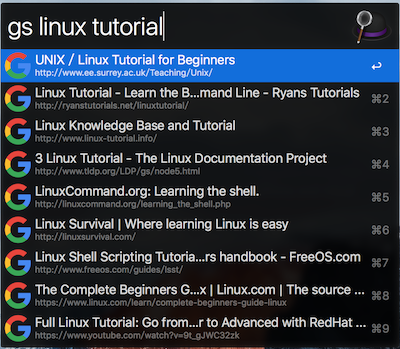 gs linux tutorial
UNIX / Linux Tutorial for Beginners
http://www.ee.surrey.ac.uk/Teaching/Unix/
Linux Tutorial - Learn the B...mand Line - Ryans Tutorials ⌘2
http://ryanstutorials.net/linuxtutorial/
Linux Knowledge Base and Tutorial ⌘3
http://www.linux-tutorial.info/
3 Linux Tutorial - The Linux Documentation Project ⌘4
http://www.tldp.org/LDP/gs/node5.html
LinuxCommand.org: Learning the shell. ⌘5
http://linuxcommand.org/learning_the_shell.php
Linux Survival | Where learning Linux is easy ⌘6
http://linuxsurvival.com/
Linux Shell Scripting Tutoria...rs handbook - FreeOS.com ⌘7
http://www.freeos.com/guides/lsst/
The Complete Beginners G...x | Linux.com | The source ... ⌘8
https://www.linux.com/learn/complete-beginners-guide-linux
Full Linux Tutorial: Go from...r to Advanced with RedHat ... ⌘9
https://www.youtube.com/watch?v=9t_gJWC32zk